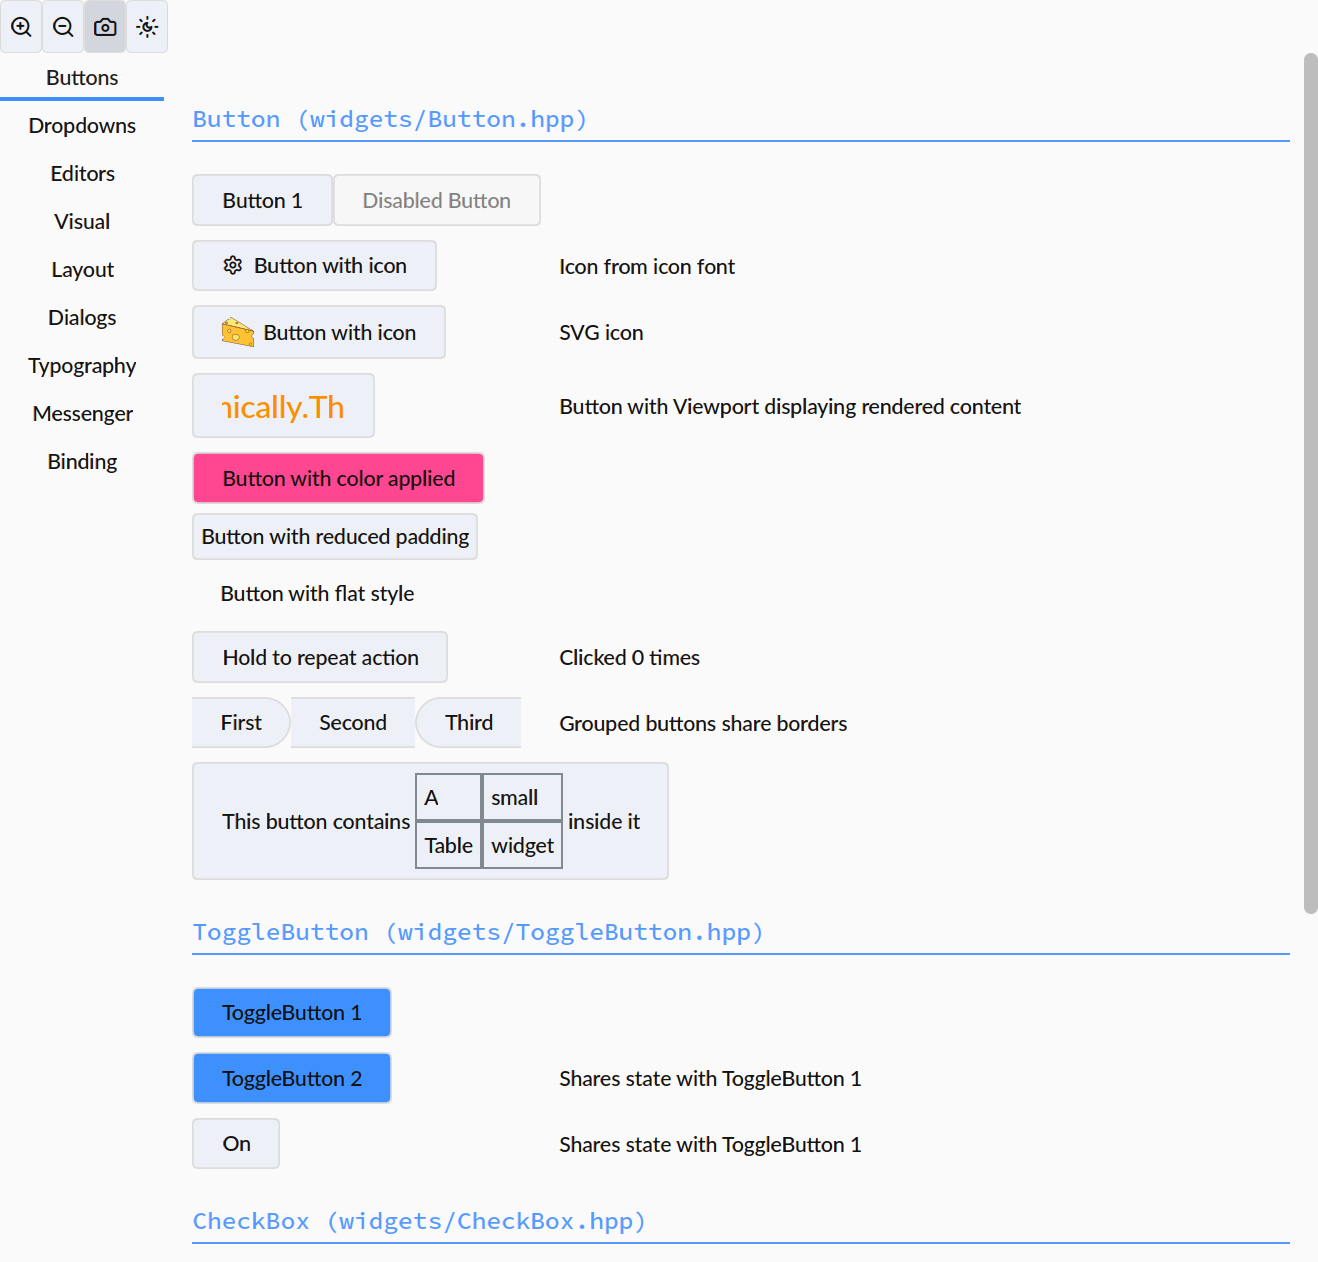 Buttons
Dropdowns
Editors
Visual
Layout
Dialogs
Typography
Messenger
Binding
Button (widgets/Button.hpp)
Button 1 Disabled Button
Button with icon Icon from icon font
Button with icon SVG icon
nically.Th Button with Viewport displaying rendered content
Button with color applied
Button with reduced padding
Button with flat style
Hold to repeat action Clicked 0 times
First Second Third Grouped buttons share borders
This button contains A small Table widget inside it
ToggleButton (widgets/ToggleButton.hpp)
ToggleButton 1
ToggleButton 2 Shares state with ToggleButton 1
On Shares state with ToggleButton 1
CheckBox (widgets/CheckBox.hpp)